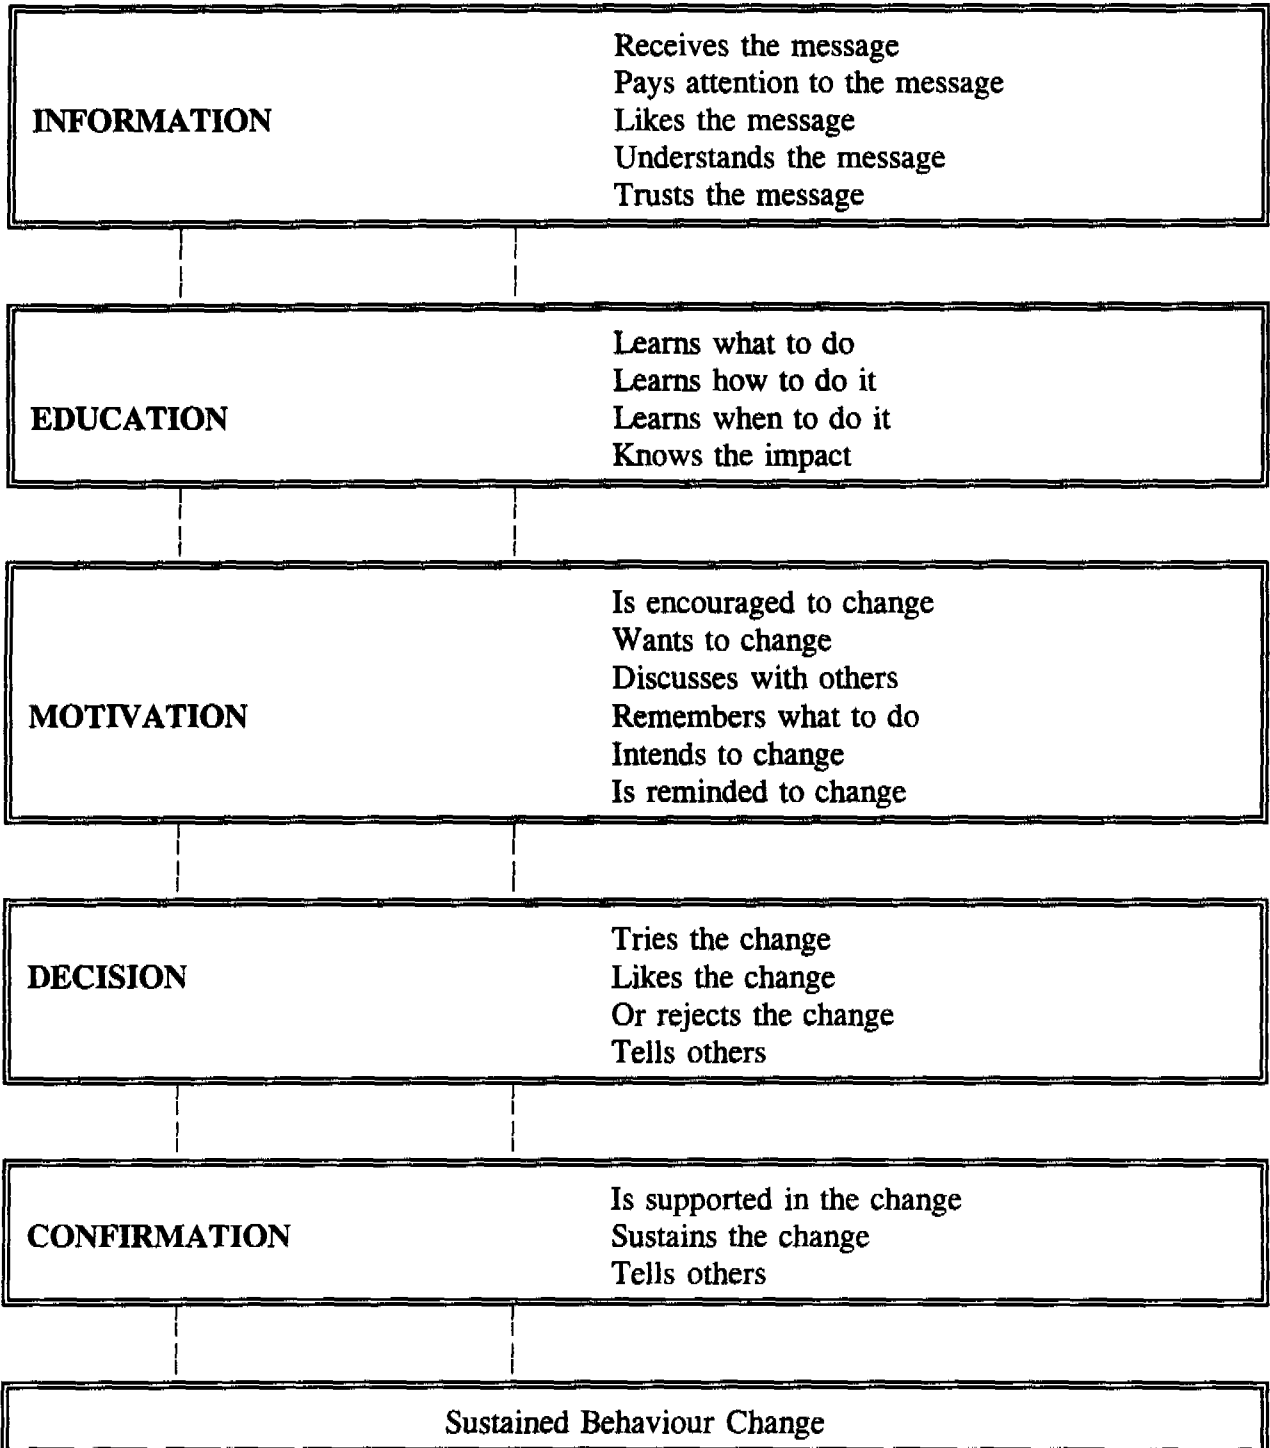 Receives the message
Pays attention to the message
INFORMATION
Likes the message
Understands the message
Trusts the message
Learns what to do
Learns how to do it
EDUCATION
Learns when to do it
Knows the impact
Is encouraged to change
Wants to change
Discusses with others
MOTIVATION
Remembers what to do
Intends to change
Is reminded to change
Tries the change
DECISION
Likes the change
Or rejects the change
Tells others
Is supported in the change
CONFIRMATION
Sustains the change
Tells others
Sustained Behaviour Change